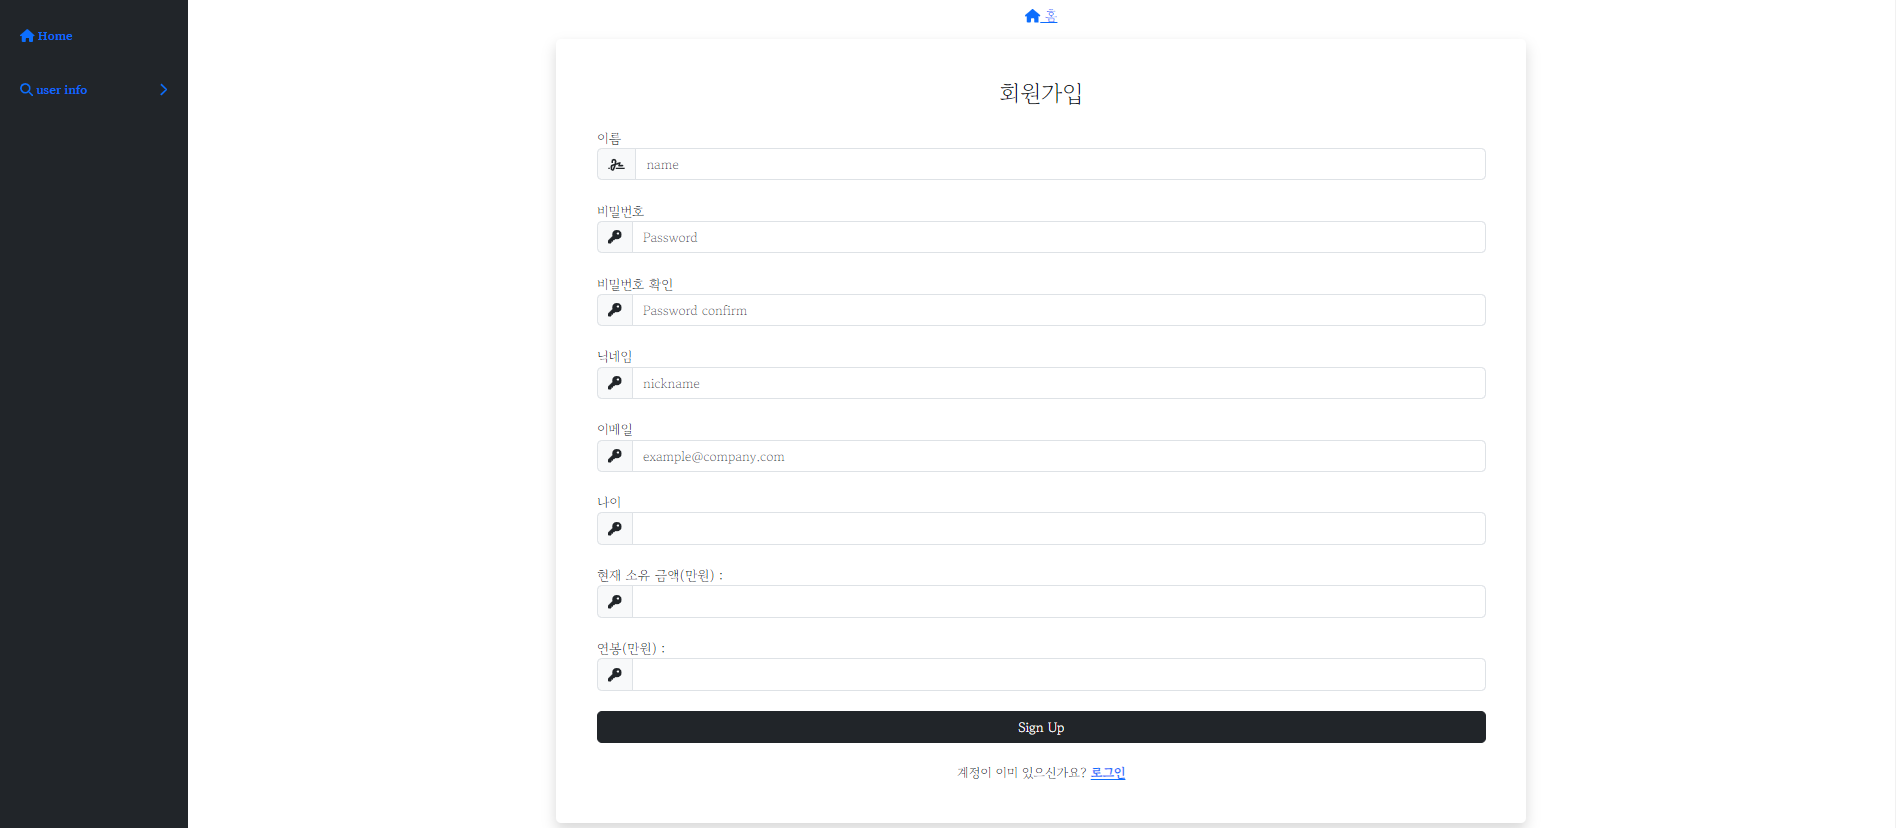 Home
user info
홈
회원가입
이름
name
비밀번호
Password
비밀번호 확인
Password confirm
닉네임
nickname
이메일
example@company.com
나이
현재 소유 금액(만원) :
연봉(만원) :
Sign Up
계정이 이미 있으신가요? 로그인